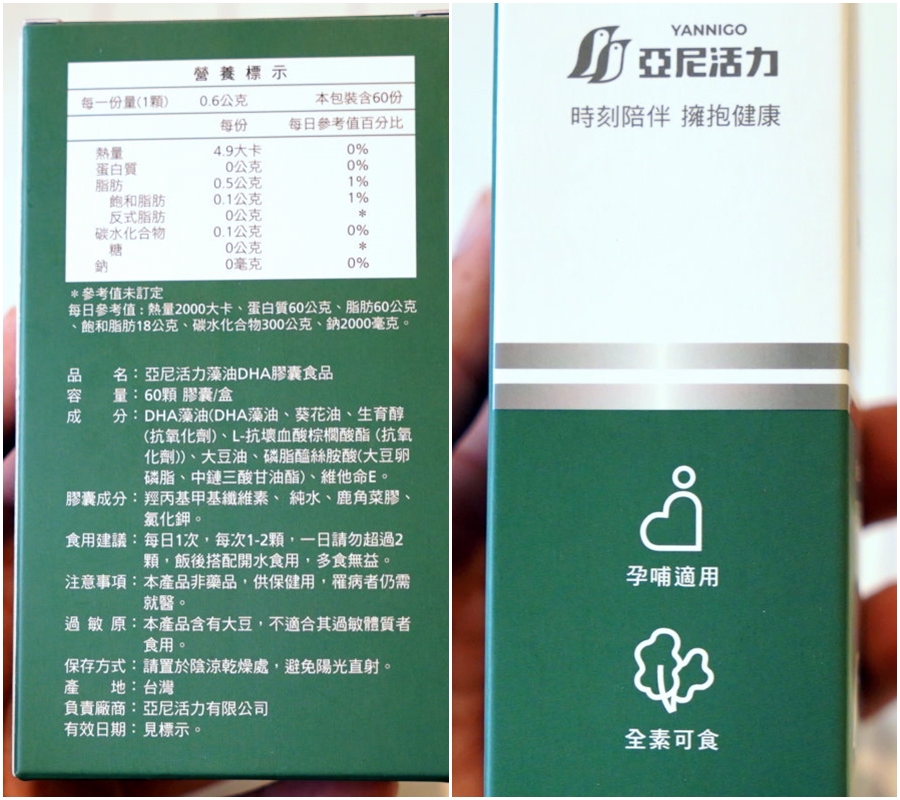 營養標示
每一份量(1顆) 0.6公克 本包裝含60份
每份 每日參考值百分比
熱量 4.9大卡 0%
蛋白質 0公克 0%
脂肪 0.5公克 1%
飽和脂肪 0.1公克 1%
反式脂肪 0公克 *
碳水化合物 0.1公克 0%
糖 0公克 *
鈉 0毫克 0%
*參考值未訂定
每日參考值:熱量2000大卡、蛋白質60公克、脂肪60公克
、飽和脂肪18公克、碳水化合物300公克、鈉2000毫克。
品名:亞尼活力藻油DHA膠囊食品
容量:60顆 膠囊/盒
成分:DHA藻油(DHA藻油、葵花油、生育醇
(抗氧化劑)、L-抗壞血酸棕櫚酸酯 (抗氧
化劑))、大豆油、磷脂醯絲胺酸(大豆卵
磷脂、中鏈三酸甘油酯)、維他命E。
膠囊成分:羥丙基甲基纖維素、 純水、鹿角菜膠、
氯化鉀。
食用建議:每日1次,每次1-2顆,一日請勿超過2
顆,飯後搭配開水食用,多食無益。
注意事項:本產品非藥品,供保健用,罹病者仍需
就醫。
過敏原:本產品含有大豆,不適合其過敏體質者
食用。
保存方式:請置於陰涼乾燥處,避免陽光直射。
產地:台灣
負責廠商:亞尼活力有限公司
有效日期:見標示。
YANNIGO
亞尼活力
時刻陪伴 擁抱健康
孕哺適用
全素可食